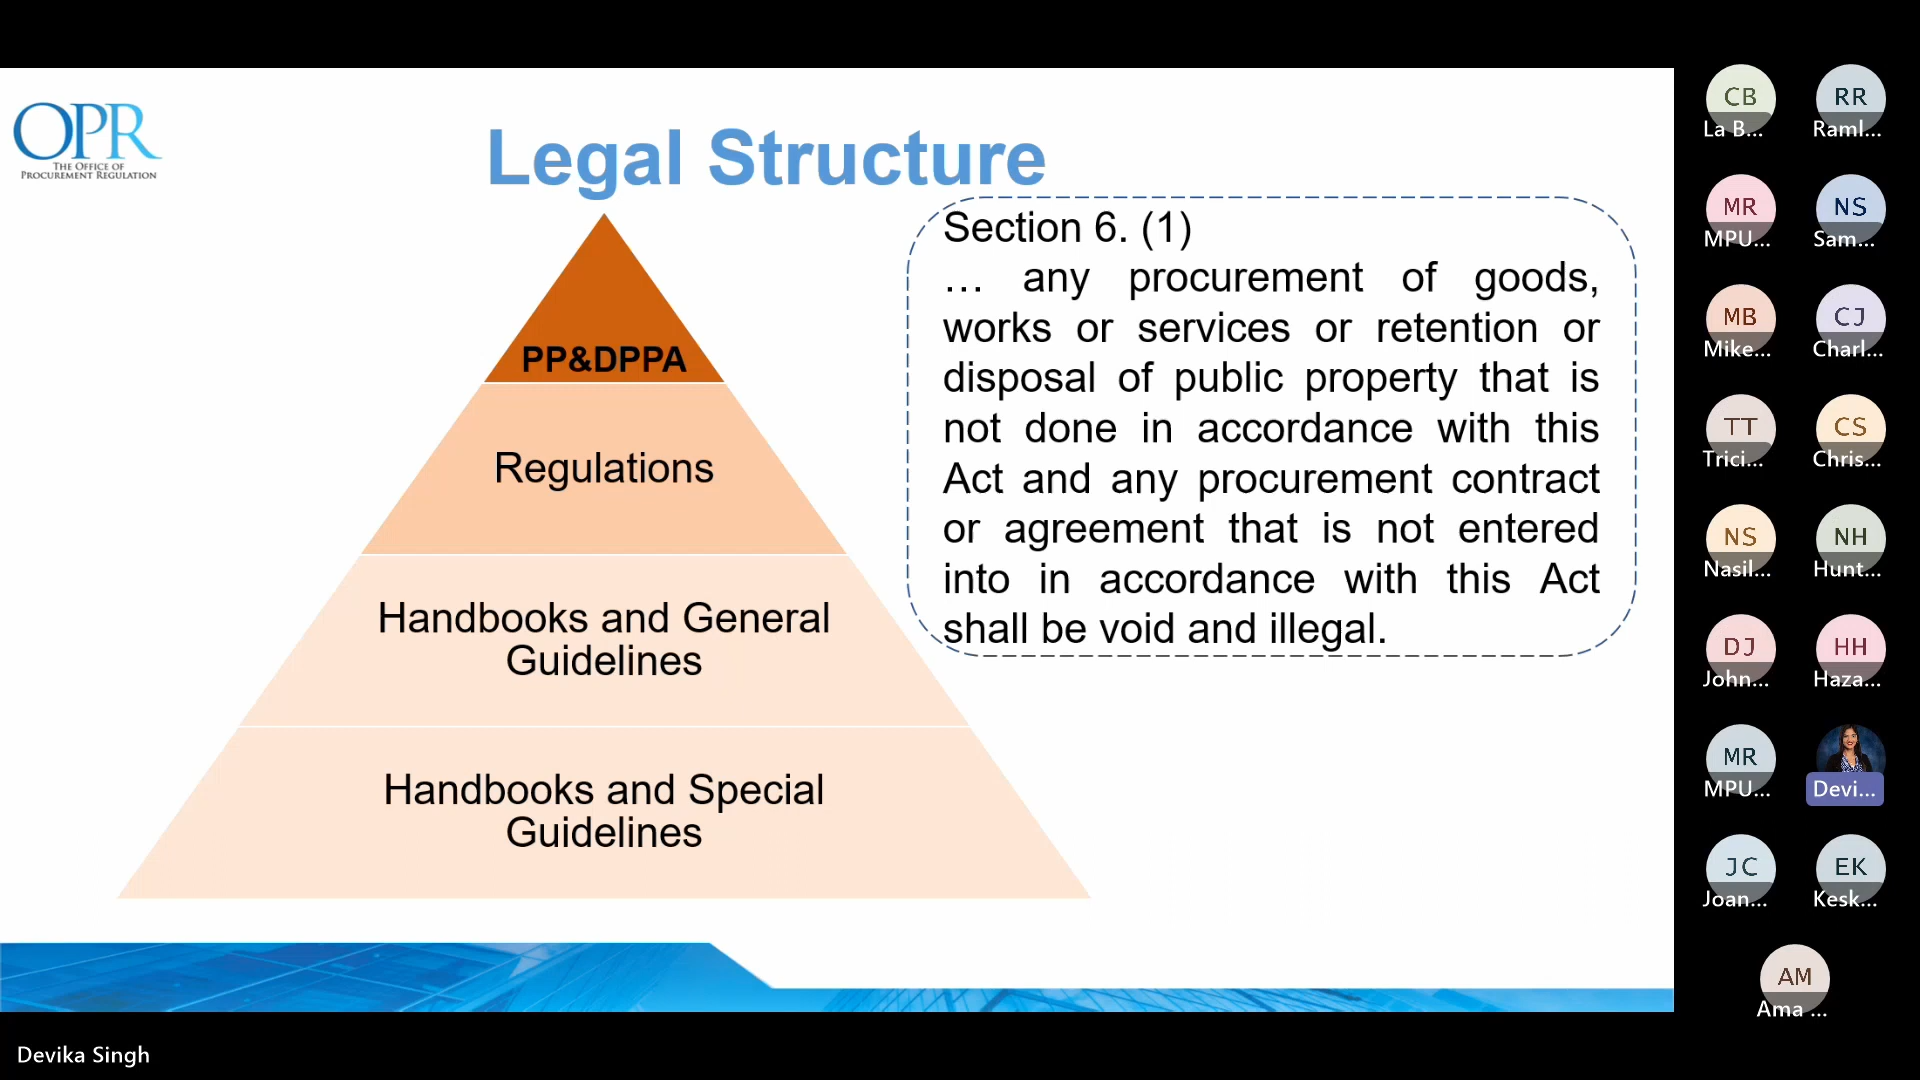 OPR
THE OFFICE OF
PROCUREMENT REGULATION
Legal Structure
PP&DPPA
Regulations
Handbooks and General
Guidelines
Handbooks and Special
Guidelines
Section 6. (1)
… any procurement of goods,
works or services or retention or
disposal of public property that is
not done in accordance with this
Act and any procurement contract
or agreement that is not entered
into in accordance with this Act
shall be void and illegal.
CB
La B...
RR
Raml...
MR
MPU...
NS
Sam...
MB
Mike...
CJ
Charl...
TT
Trici...
CS
Chris...
NS
Nasil...
NH
Hunt...
DJ
John...
HH
Haza...
MR
MPU...
Devi...
JC
Joan...
EK
Kesk...
AM
Ama ...
Devika Singh